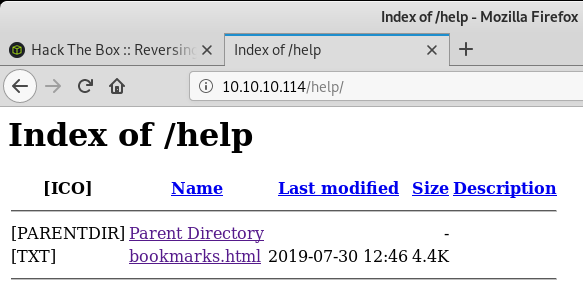 Index of /help - Mozilla Firefox
Hack The Box :: Reversing
Index of /help
10.10.10.114/help/
Index of /help
[ICO] Name Last modified Size Description
[PARENTDIR] Parent Directory -
[TXT] bookmarks.html 2019-07-30 12:46 4.4K